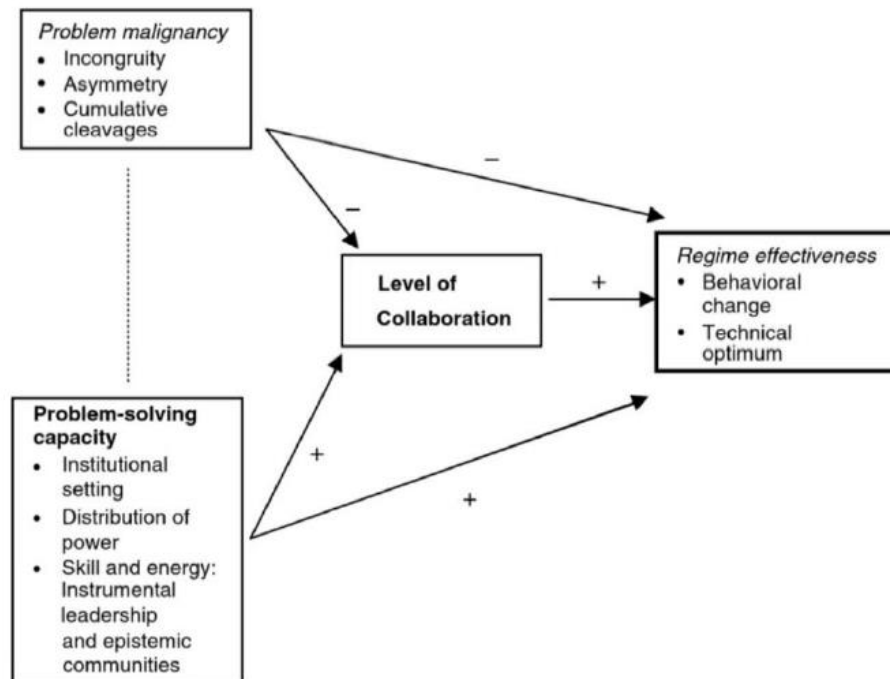 Problem malignancy
• Incongruity
• Asymmetry
• Cumulative
cleavages
–
–
Level of
Collaboration
+
Regime effectiveness
• Behavioral
change
• Technical
optimum
Problem-solving
capacity
• Institutional
setting
• Distribution of
power
• Skill and energy:
Instrumental
leadership
and epistemic
communities
+
+